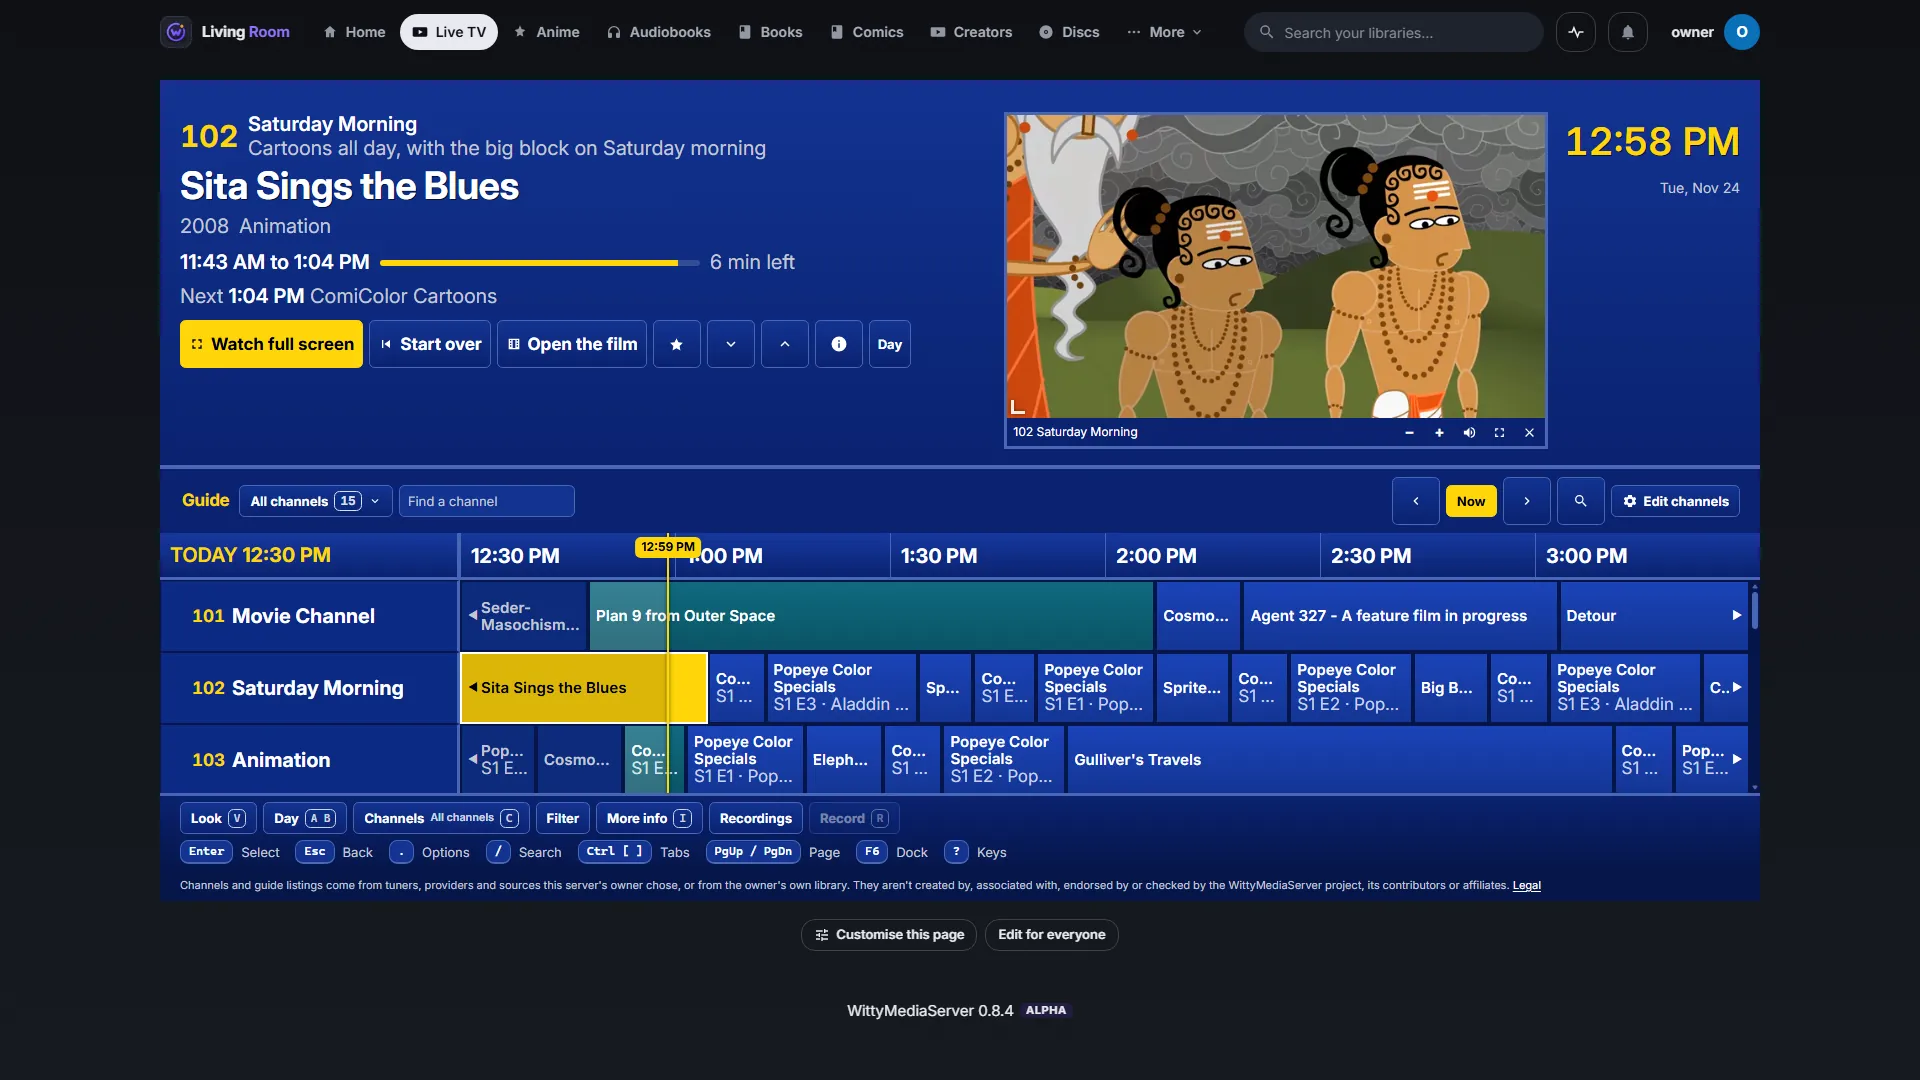 Living Room
Home
Live TV
Anime
Audiobooks
Books
Comics
Creators
Discs
More
Search your libraries...
owner
O
102
Saturday Morning
Cartoons all day, with the big block on Saturday morning
Sita Sings the Blues
2008 Animation
11:43 AM to 1:04 PM
6 min left
Next 1:04 PM ComiColor Cartoons
Watch full screen
Start over
Open the film
Day
102 Saturday Morning
12:58 PM
Tue, Nov 24
Guide
All channels 15
Find a channel
Now
Edit channels
TODAY 12:30 PM
12:30 PM
12:59 PM
:00 PM
1:30 PM
2:00 PM
2:30 PM
3:00 PM
101 Movie Channel
Seder-
Masochism...
Plan 9 from Outer Space
Cosmo...
Agent 327 - A feature film in progress
Detour
102 Saturday Morning
Sita Sings the Blues
Co...
S1 ...
Popeye Color
Specials
S1 E3 · Aladdin ...
Sp...
Co...
S1 E...
Popeye Color
Specials
S1 E1 · Pop...
Sprite...
Co...
S1 ...
Popeye Color
Specials
S1 E2 · Pop...
Big B...
Co...
S1 ...
Popeye Color
Specials
S1 E3 · Aladdin ...
C..
103 Animation
Pop...
S1 E...
Cosmo...
Co...
S1 E...
Popeye Color
Specials
S1 E1 · Pop...
Eleph...
Co...
S1 ...
Popeye Color
Specials
S1 E2 · Pop...
Gulliver's Travels
Co...
S1 ...
Pop...
S1 E...
Look V
Day A B
Channels All channels C
Filter
More info I
Recordings
Record R
Enter Select
Esc Back
. Options
/ Search
Ctrl [ ] Tabs
PgUp / PgDn Page
F6 Dock
? Keys
Channels and guide listings come from tuners, providers and sources this server's owner chose, or from the owner's own library. They aren't created by, associated with, endorsed by or checked by the WittyMediaServer project, its contributors or affiliates. Legal
Customise this page
Edit for everyone
WittyMediaServer 0.8.4 ALPHA